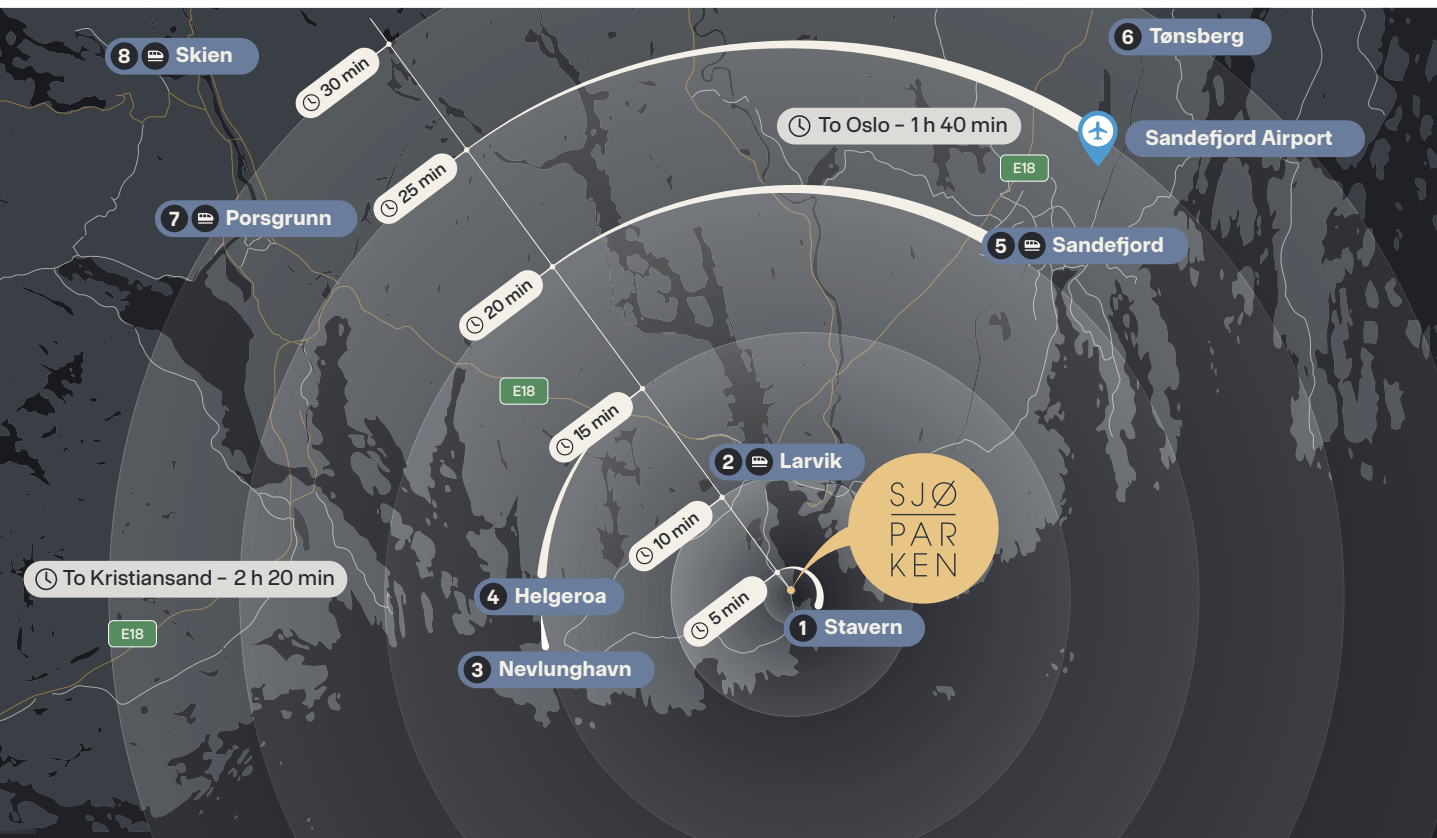 6 Tønsberg
8 Skien
30 min
To Oslo – 1 h 40 min
Sandefjord Airport
E18
25 min
7 Porsgrunn
5 Sandefjord
20 min
E18
15 min
2 Larvik
SJØ
PAR
KEN
10 min
To Kristiansand – 2 h 20 min
4 Helgeroa
5 min
1 Stavern
E18
3 Nevlunghavn